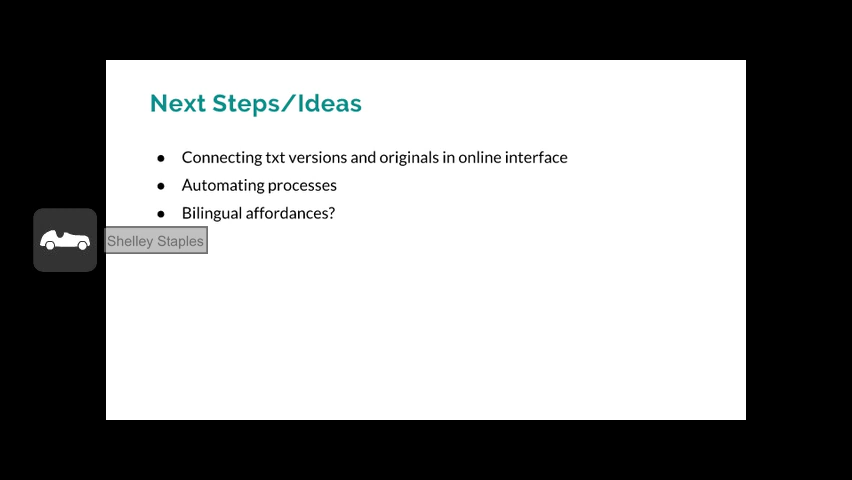 Next Steps/Ideas
● Connecting txt versions and originals in online interface
● Automating processes
● Bilingual affordances?
Shelley Staples